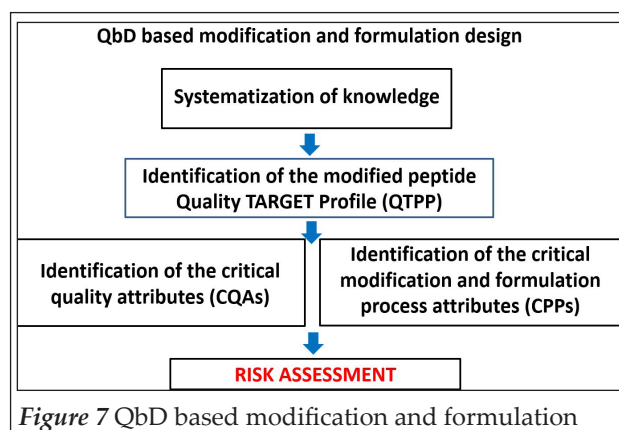 QbD based modification and formulation design
Systematization of knowledge
Identification of the modified peptide
Quality TARGET Profile (QTPP)
Identification of the critical
quality attributes (CQAs)
Identification of the critical
modification and formulation
process attributes (CPPs)
RISK ASSESSMENT
Figure 7 QbD based modification and formulation